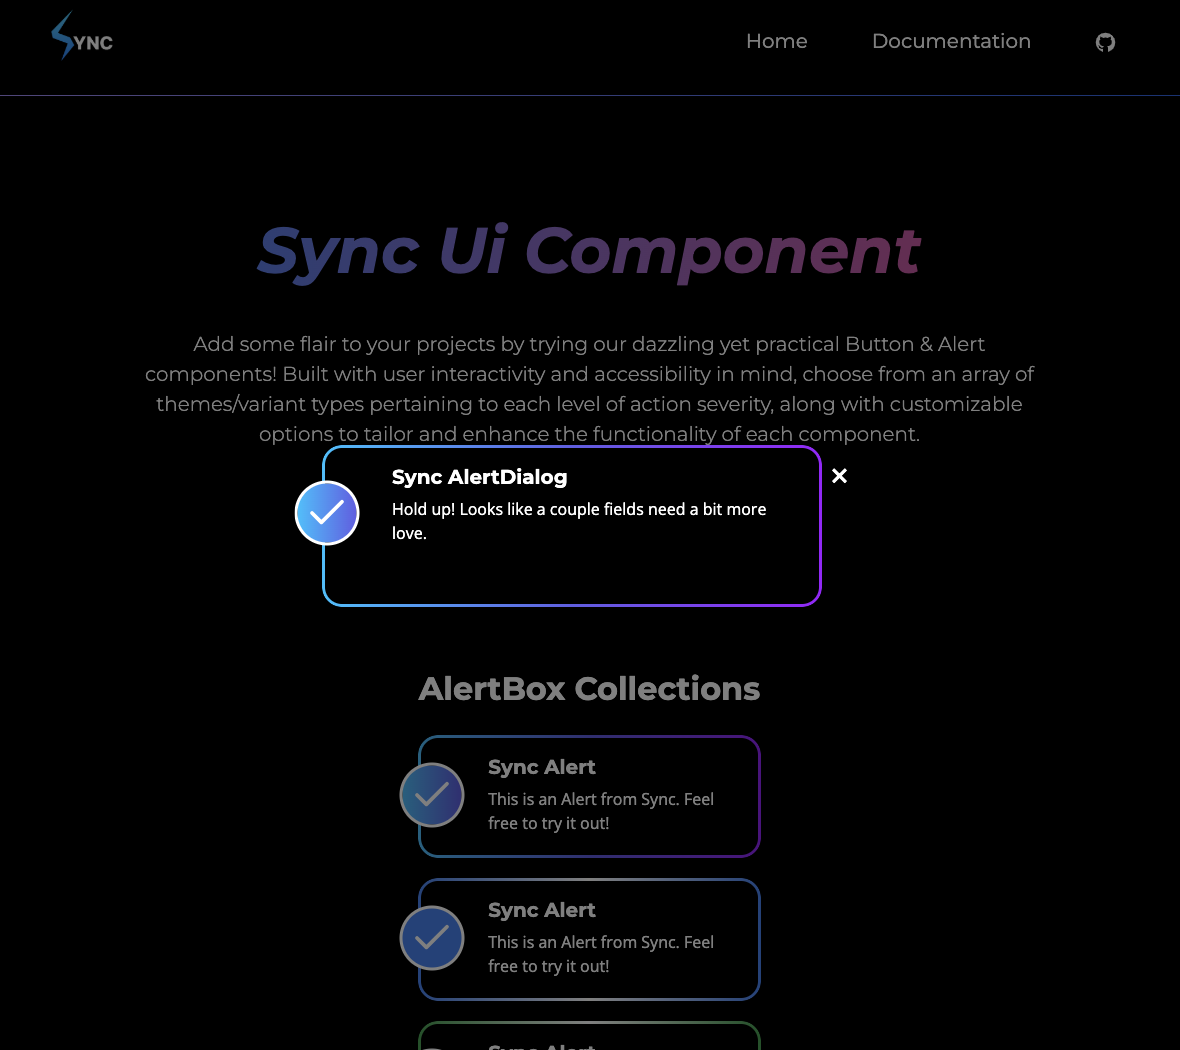 YNC
Home
Documentation
Sync Ui Component
Add some flair to your projects by trying our dazzling yet practical Button & Alert
components! Built with user interactivity and accessibility in mind, choose from an array of
themes/variant types pertaining to each level of action severity, along with customizable
options to tailor and enhance the functionality of each component.
Sync AlertDialog
Hold up! Looks like a couple fields need a bit more
love.
AlertBox Collections
Sync Alert
This is an Alert from Sync. Feel
free to try it out!
Sync Alert
This is an Alert from Sync. Feel
free to try it out!
Sync Alert